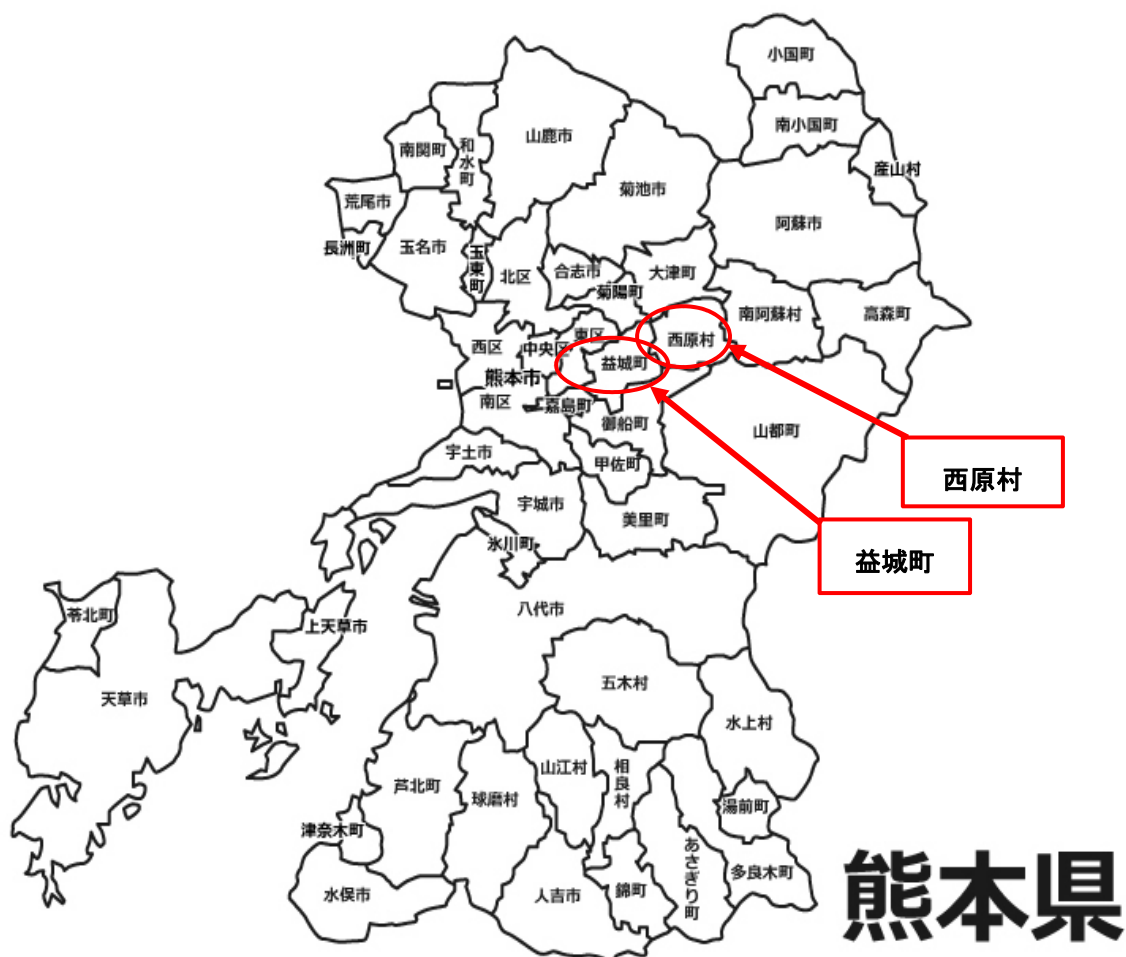 小国町
南小国町
産山村
山鹿市
和水町
南関町
菊池市
荒尾市
阿蘇市
長洲町
玉名市
玉東町
北区
合志市
大津町
菊陽町
南阿蘇村
高森町
西区
中央区
東区
西原村
益城町
熊本市
南区
嘉島町
御船町
山都町
宇土市
甲佐町
西原村
宇城市
美里町
氷川町
益城町
八代市
苓北町
上天草市
天草市
五木村
水上村
芦北町
球磨村
山江村
相良村
湯前町
津奈木町
あさぎり町
多良木町
水俣市
人吉市
錦町
熊本県